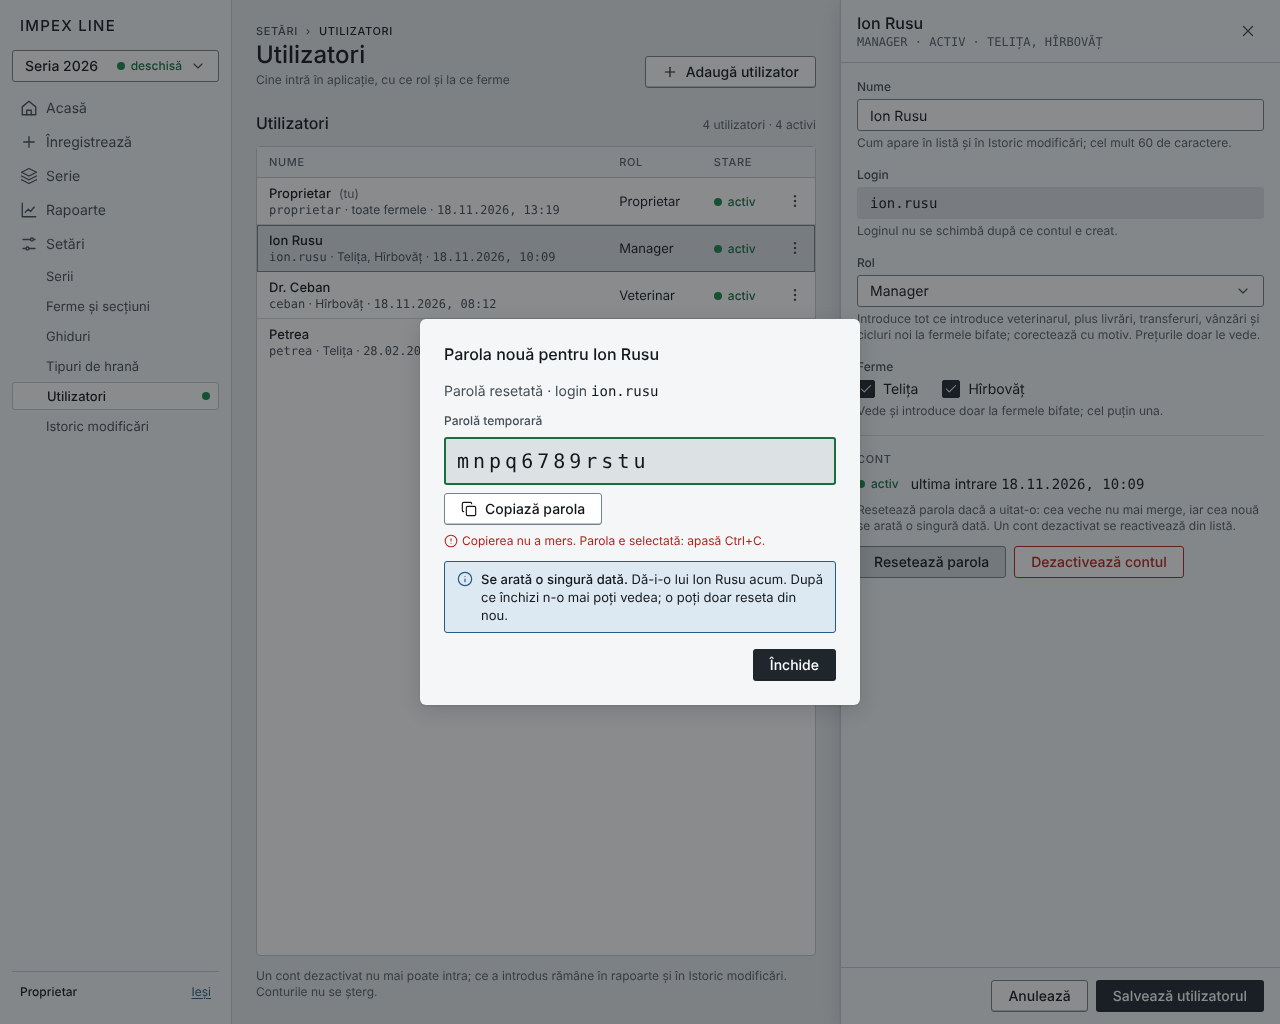 IMPEX LINE
Seria 2026 deschisă
Acasă
Înregistrează
Serie
Rapoarte
Setări
Serii
Ferme și secțiuni
Ghiduri
Tipuri de hrană
Utilizatori
Istoric modificări
Proprietar Ieși
SETĂRI › UTILIZATORI
Utilizatori
Cine intră în aplicație, cu ce rol și la ce ferme
Adaugă utilizator
Utilizatori
4 utilizatori · 4 activi
NUME ROL STARE
Proprietar (tu)
proprietar · toate fermele · 18.11.2026, 13:19
Proprietar activ
Ion Rusu
ion.rusu · Telița, Hîrbovăț · 18.11.2026, 10:09
Manager activ
Dr. Ceban
ceban · Hîrbovăț · 18.11.2026, 08:12
Veterinar activ
Petrea
petrea · Telița · 28.02.20
Un cont dezactivat nu mai poate intra; ce a introdus rămâne în rapoarte și în Istoric modificări.
Conturile nu se șterg.
Parola nouă pentru Ion Rusu
Parolă resetată · login ion.rusu
Parolă temporară
mnpq6789rstu
Copiază parola
Copierea nu a mers. Parola e selectată: apasă Ctrl+C.
Se arată o singură dată. Dă-i-o lui Ion Rusu acum. După
ce închizi n-o mai poți vedea; o poți doar reseta din
nou.
Închide
Ion Rusu
MANAGER · ACTIV · TELIȚA, HÎRBOVĂȚ
Nume
Ion Rusu
Cum apare în listă și în Istoric modificări; cel mult 60 de caractere.
Login
ion.rusu
Loginul nu se schimbă după ce contul e creat.
Rol
Manager
Introduce tot ce introduce veterinarul, plus livrări, transferuri, vânzări și
cicluri noi la fermele bifate; corectează cu motiv. Prețurile doar le vede.
Ferme
Telița Hîrbovăț
Vede și introduce doar la fermele bifate; cel puțin una.
CONT
activ ultima intrare 18.11.2026, 10:09
Resetează parola dacă a uitat-o: cea veche nu mai merge, iar cea nouă
se arată o singură dată. Un cont dezactivat se reactivează din listă.
Resetează parola
Dezactivează contul
Anulează
Salvează utilizatorul